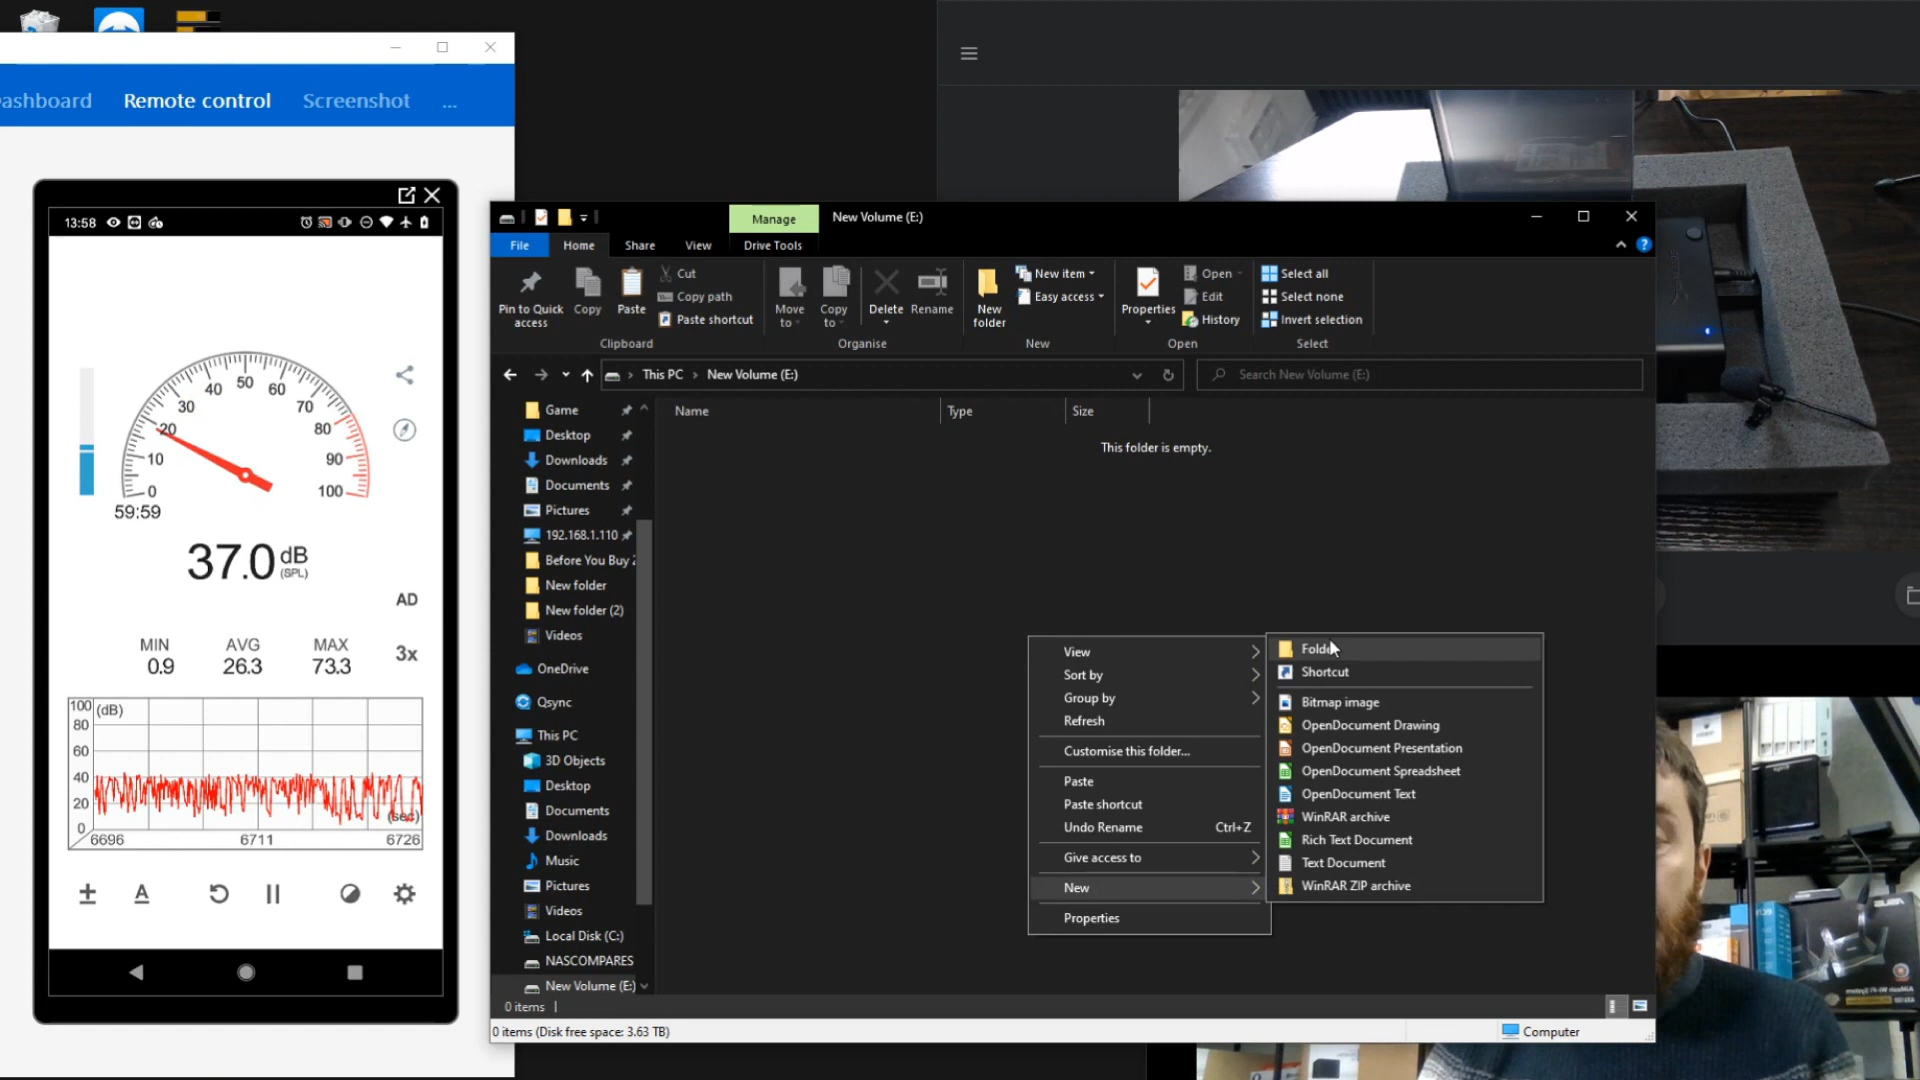 ashboard
Remote control
Screenshot
...
13:58
0
10
20
30
40
50
60
70
80
90
100
59:59
37.0 dB
(SPL)
AD
MIN AVG MAX
0.9 26.3 73.3
3x
100 (dB)
80
60
40
20
0
(sec)
6696 6711 6726
A
Manage
New Volume (E:)
File
Home
Share
View
Drive Tools
Pin to Quick access
Copy
Paste
Cut
Copy path
Paste shortcut
Clipboard
Move to
Copy to
Delete
Rename
Organise
New folder
New item
Easy access
New
Properties
Open
Edit
History
Open
Select all
Select none
Invert selection
Select
This PC
New Volume (E:)
Search New Volume (E:)
Name
Type
Size
This folder is empty.
Game
Desktop
Downloads
Documents
Pictures
192.168.1.110
Before You Buy
New folder
New folder (2)
Videos
OneDrive
Qsync
This PC
3D Objects
Desktop
Documents
Downloads
Music
Pictures
Videos
Local Disk (C:)
NASCOMPARES
New Volume (E:)
View
Sort by
Group by
Refresh
Customise this folder...
Paste
Paste shortcut
Undo Rename Ctrl+Z
Give access to
New
Properties
Folde
Shortcut
Bitmap image
OpenDocument Drawing
OpenDocument Presentation
OpenDocument Spreadsheet
OpenDocument Text
WinRAR archive
Rich Text Document
Text Document
WinRAR ZIP archive
0 items
0 items (Disk free space: 3.63 TB)
Computer